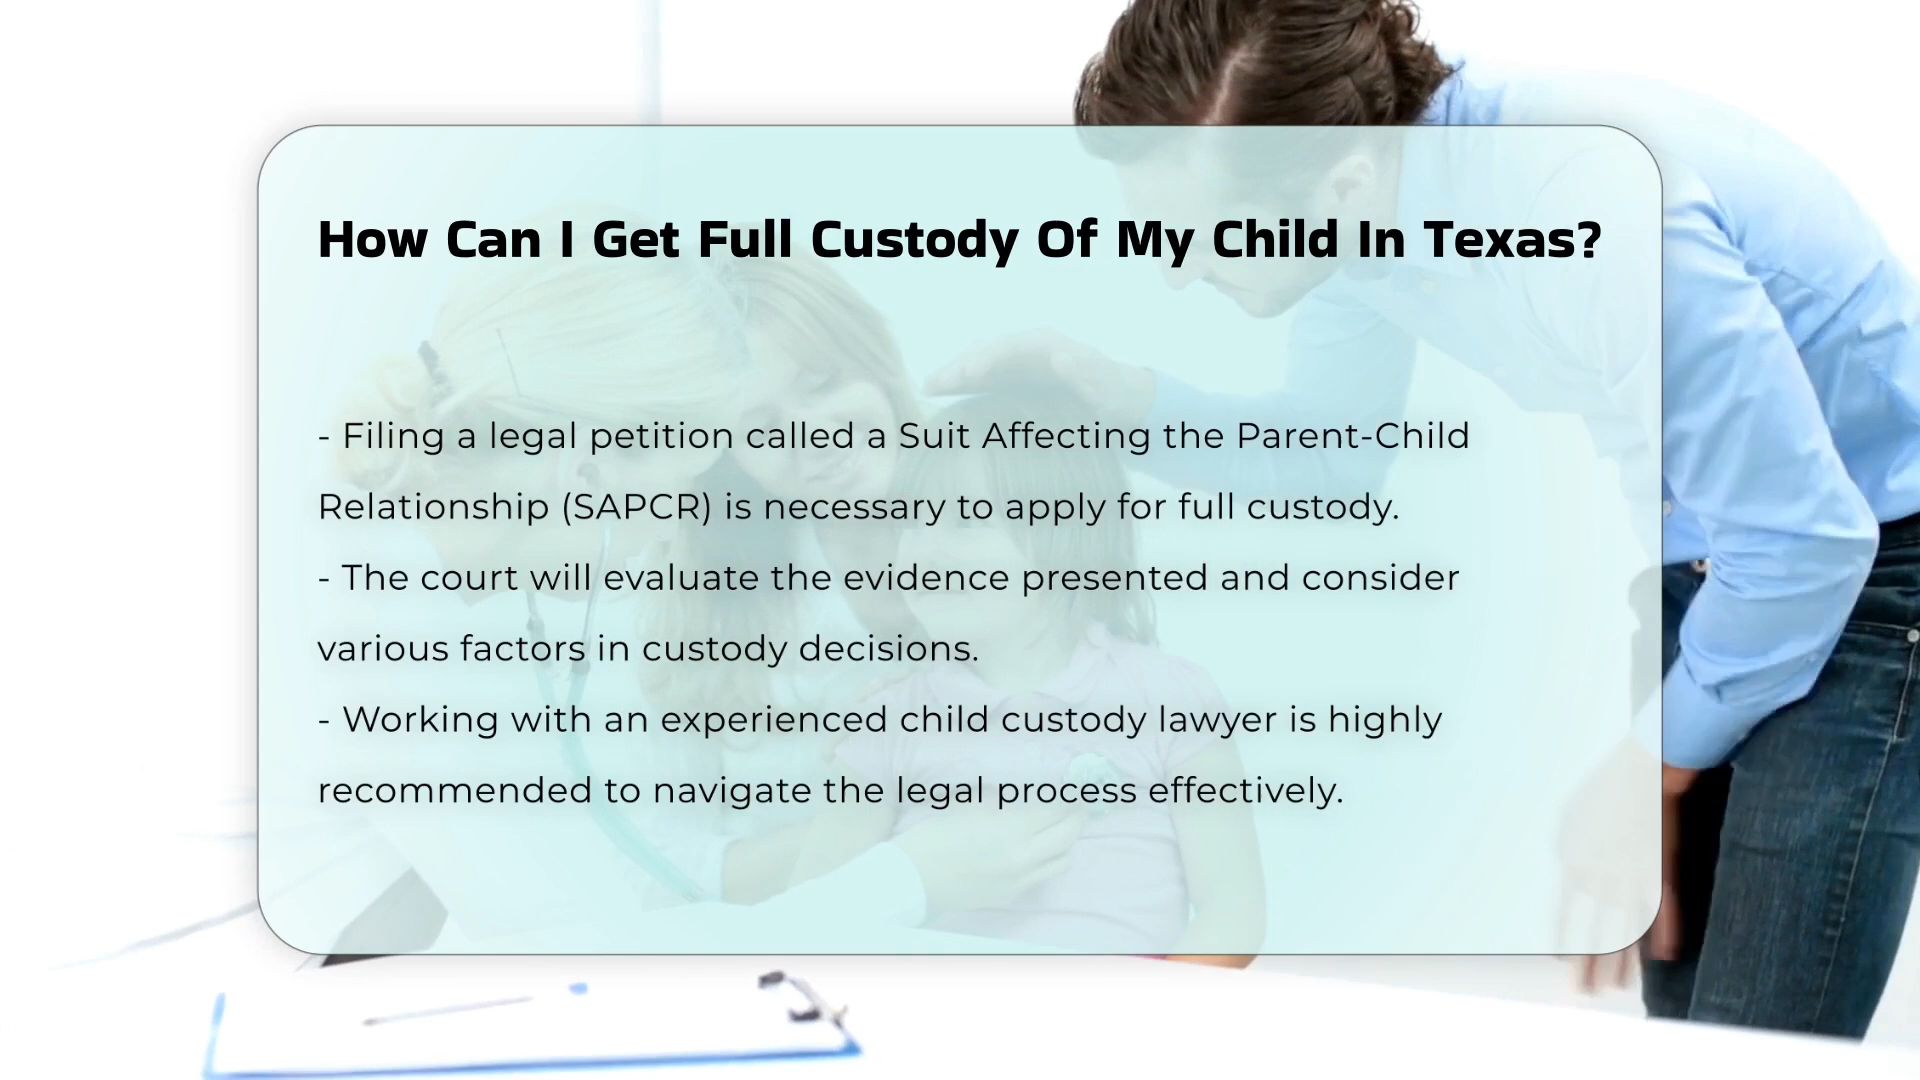 How Can I Get Full Custody Of My Child In Texas?
- Filing a legal petition called a Suit Affecting the Parent-Child
Relationship (SAPCR) is necessary to apply for full custody.
- The court will evaluate the evidence presented and consider
various factors in custody decisions.
- Working with an experienced child custody lawyer is highly
recommended to navigate the legal process effectively.